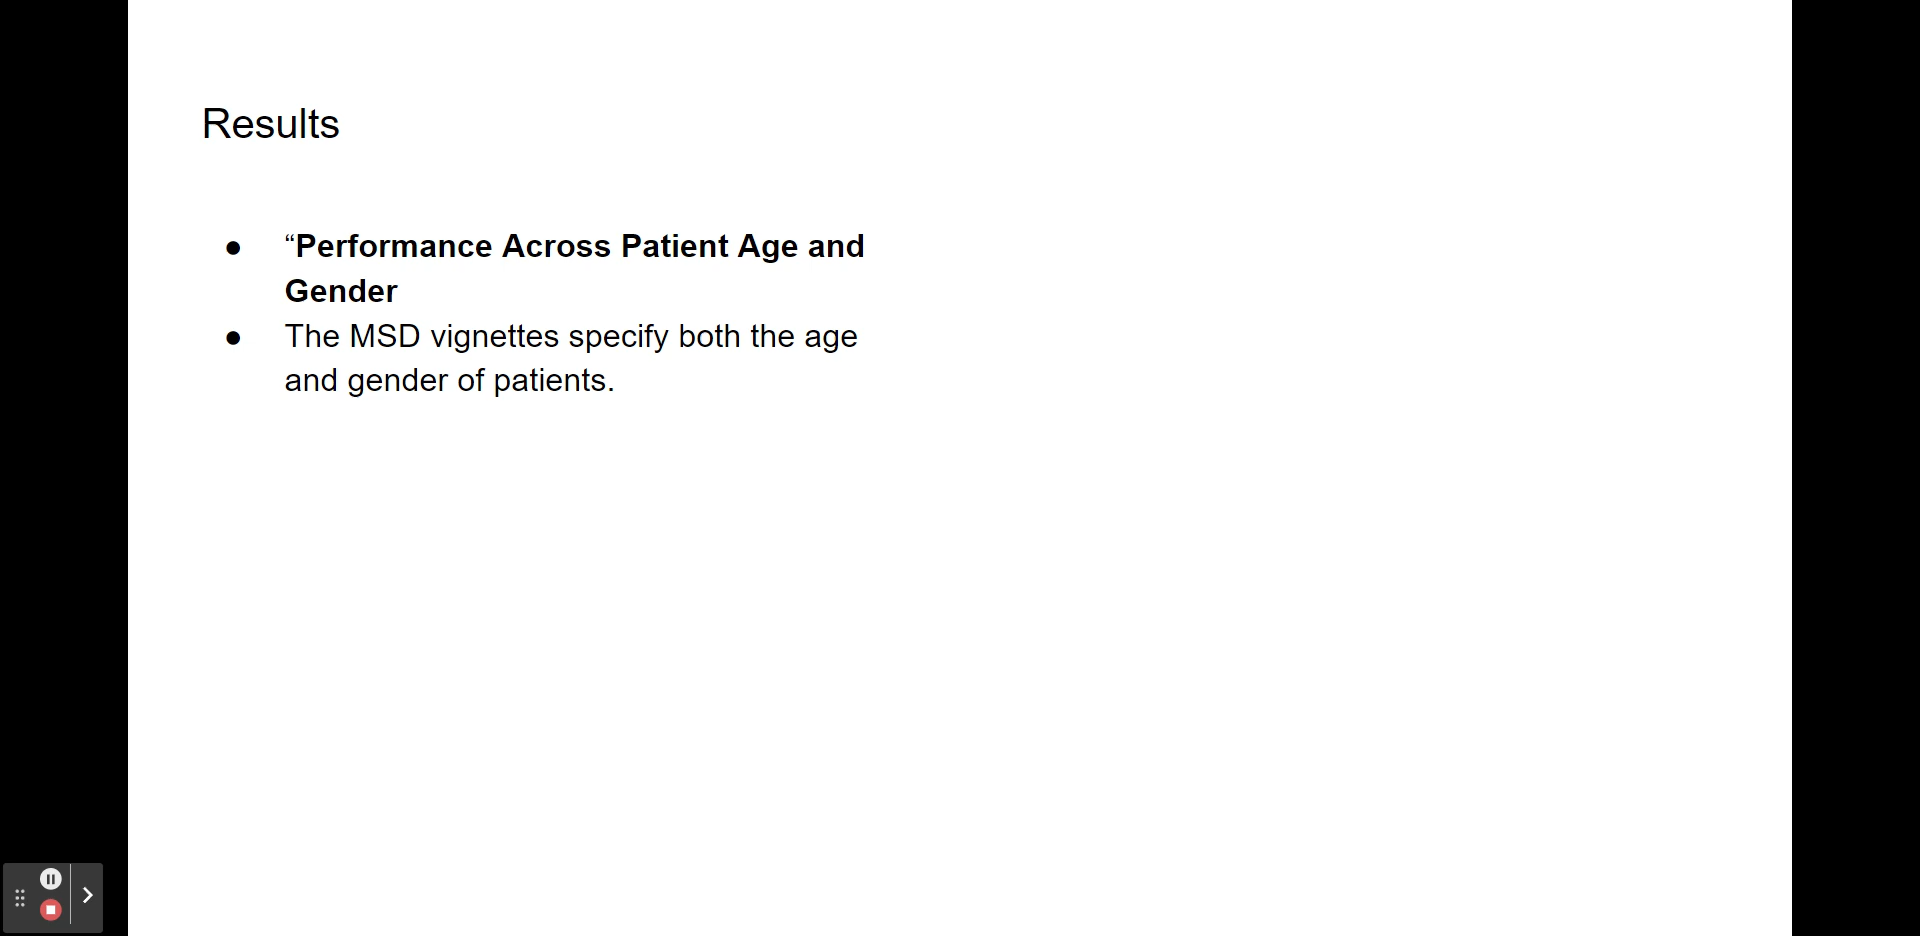 Results
● “Performance Across Patient Age and
Gender
● The MSD vignettes specify both the age
and gender of patients.